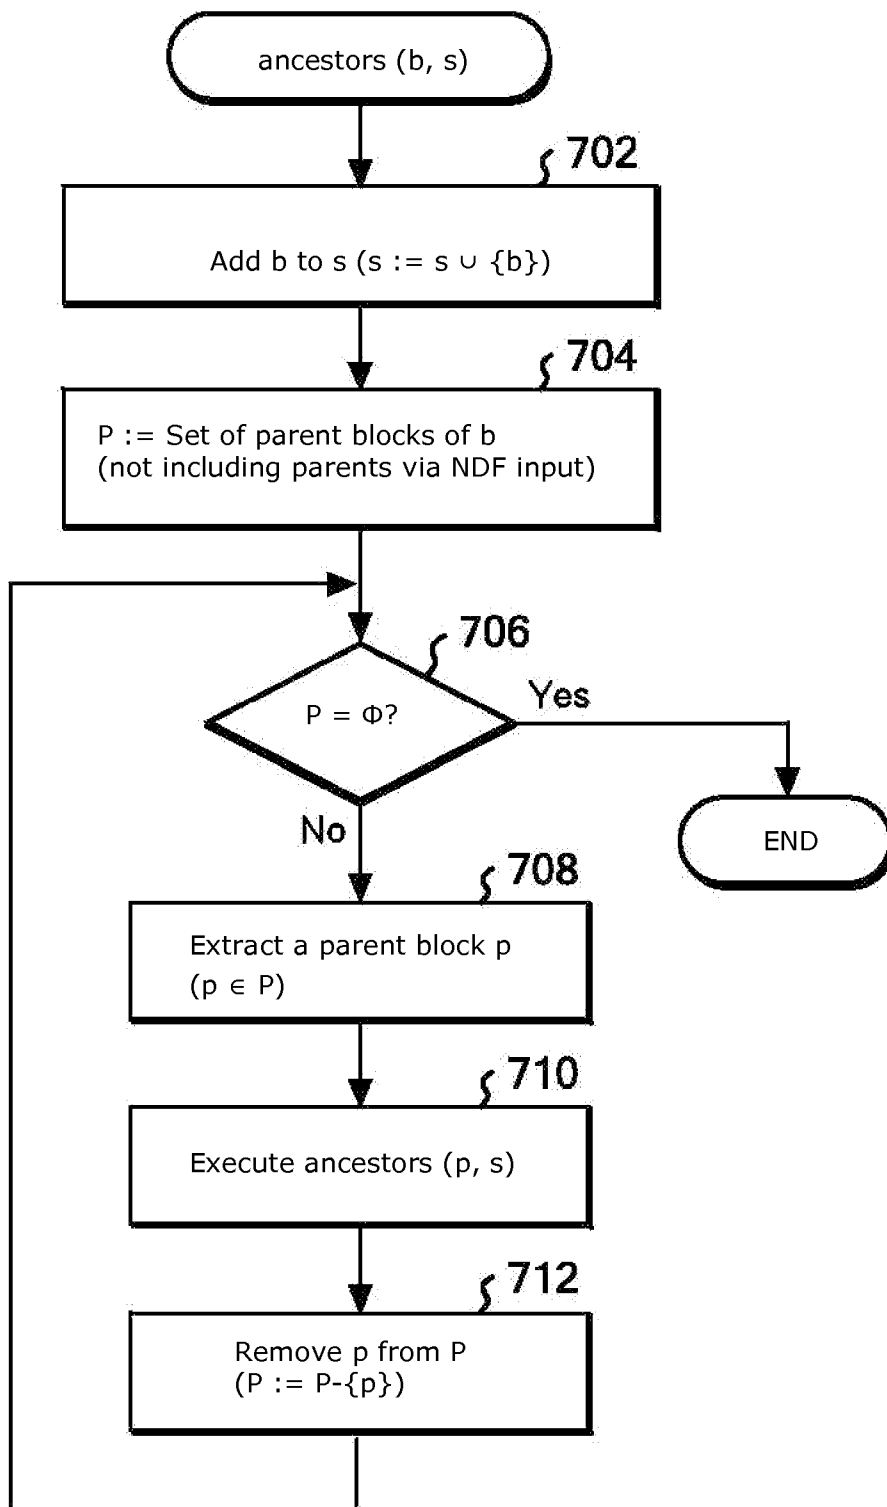 ancestors (b, s)
702
Add b to s (s := s ∪ {b})
704
P := Set of parent blocks of b
(not including parents via NDF input)
706
P = Φ?
Yes
No
END
708
Extract a parent block p
(p ∈ P)
710
Execute ancestors (p, s)
712
Remove p from P
(P := P-{p})